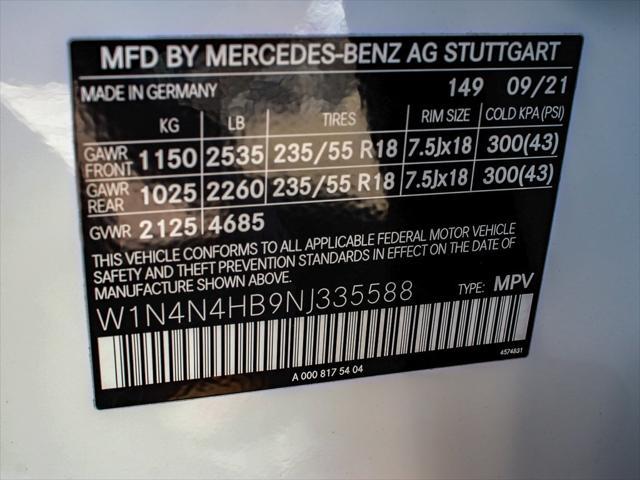 MFD BY MERCEDES-BENZ AG STUTTGART
MADE IN GERMANY 149 09/21
KG LB TIRES RIM SIZE COLD KPA (PSI)
GAWR FRONT 1150 2535 235/55 R18 7.5Jx18 300(43)
GAWR REAR 1025 2260 235/55 R18 7.5Jx18 300(43)
GVWR 2125 4685
THIS VEHICLE CONFORMS TO ALL APPLICABLE FEDERAL MOTOR VEHICLE
SAFETY AND THEFT PREVENTION STANDARDS IN EFFECT ON THE DATE OF
MANUFACTURE SHOWN ABOVE.
W1N4N4HB9NJ335588 TYPE: MPV
4574831
A 000 817 54 04